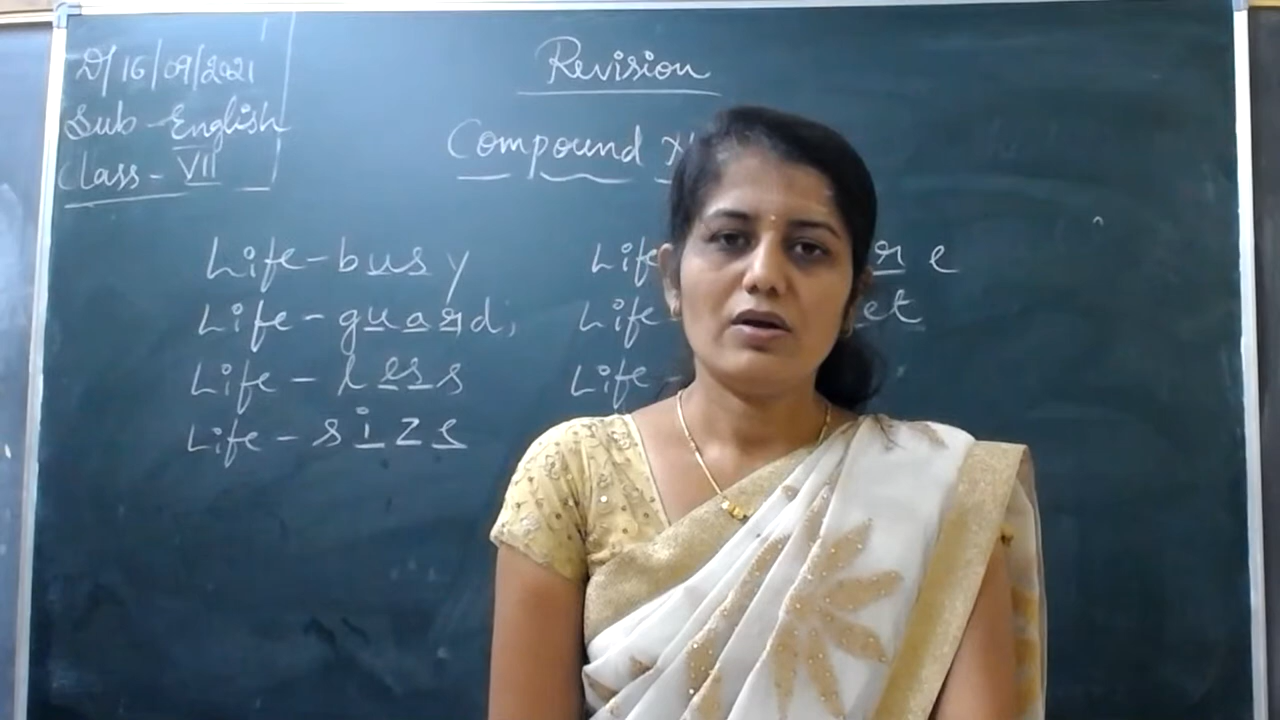 D/16/09/2021
Sub - English
Class - VII
Revision
Compound
Life-busy
Life-guard,
Life-less
Life-size
Life
Life-
Life-